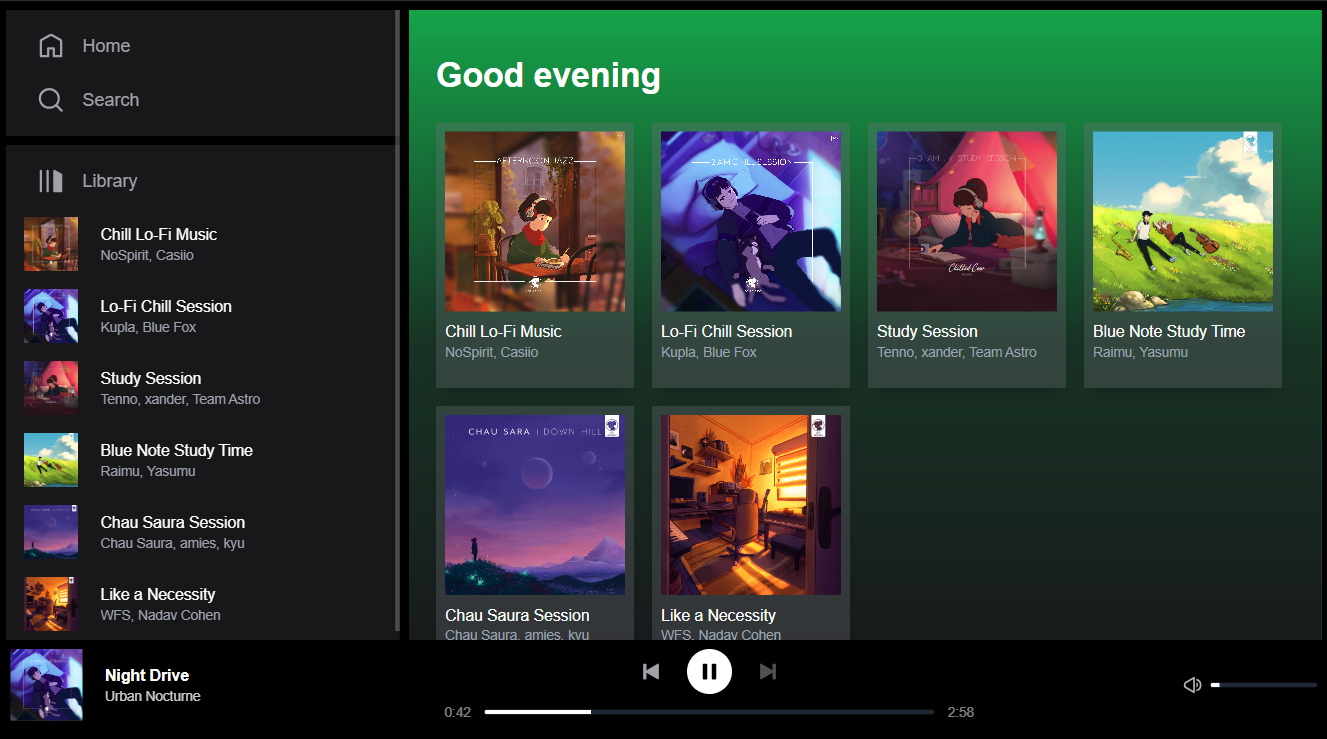 Home
Search
Library
Chill Lo-Fi Music
NoSpirit, Casiio
Lo-Fi Chill Session
Kupla, Blue Fox
Study Session
Tenno, xander, Team Astro
Blue Note Study Time
Raimu, Yasumu
Chau Saura Session
Chau Saura, amies, kyu
Like a Necessity
WFS, Nadav Cohen
Good evening
AFTERNOON JAZZ
2 AM CHILL SESSION
3 AM STUDY SESSION
Chilled Cow
Chill Lo-Fi Music
NoSpirit, Casiio
Lo-Fi Chill Session
Kupla, Blue Fox
Study Session
Tenno, xander, Team Astro
Blue Note Study Time
Raimu, Yasumu
CHAU SARA | DOWN HILL
Chau Saura Session
Chau Saura, amies, kyu
Like a Necessity
WFS, Nadav Cohen
Night Drive
Urban Nocturne
0:42
2:58